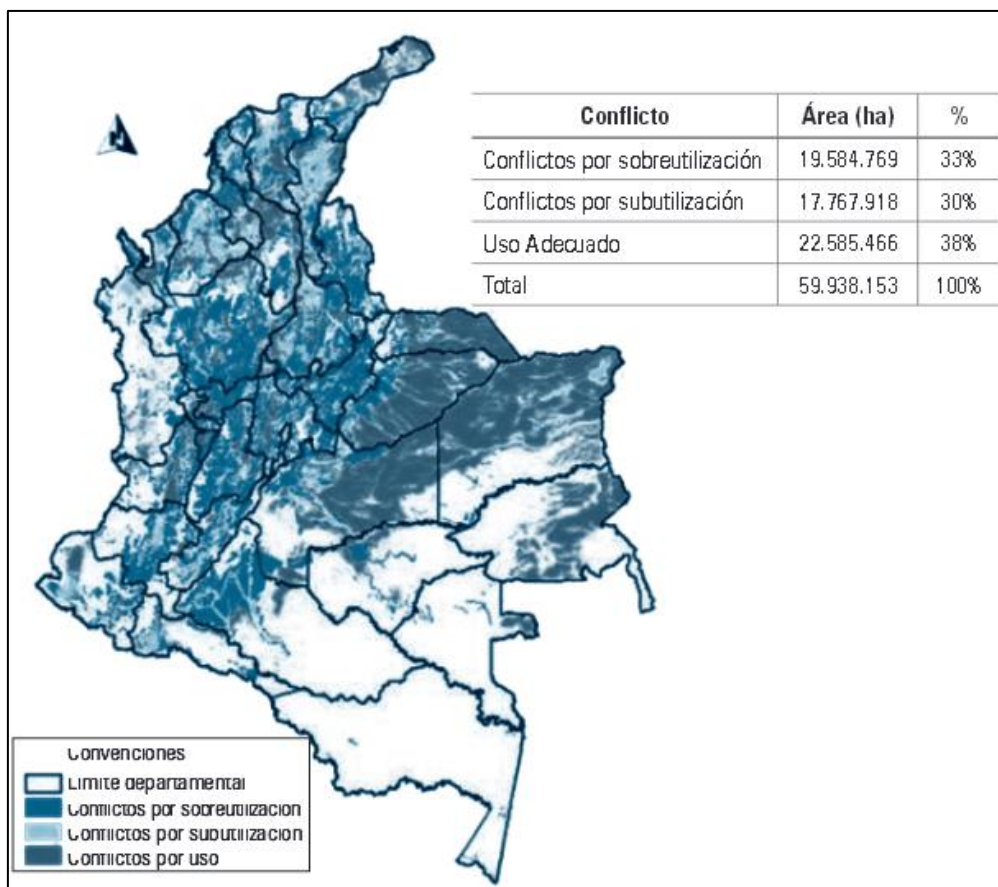 Conflicto Área (ha) %
Conflictos por sobreutilización 19.584.769 33%
Conflictos por subutilización 17.767.918 30%
Uso Adecuado 22.585.466 38%
Total 59.938.153 100%
Convenciones
Límite departamental
Conflictos por sobreutilización
Conflictos por subutilización
Conflictos por uso